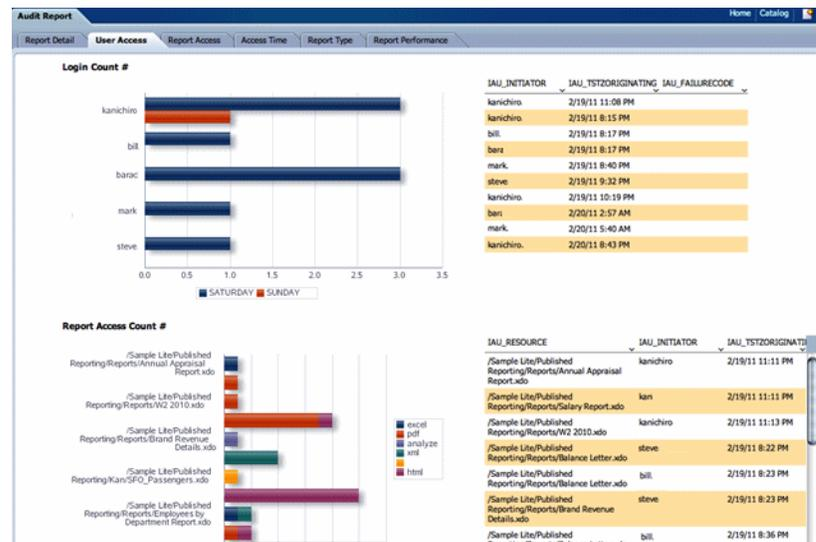 Audit Report
Home Catalog
Report Detail User Access Report Access Access Time Report Type Report Performance
Login Count #
kanichiro
bill
barac
mark
steve
0.0 0.5 1.0 1.5 2.0 2.5 3.0 3.5
SATURDAY SUNDAY
IAU_INITIATOR IAU_TSTZORIGINATING IAU_FAILURECODE
kanichiro. 2/19/11 11:08 PM
kanichiro. 2/19/11 8:15 PM
bill. 2/19/11 8:17 PM
bara 2/19/11 8:17 PM
mark. 2/19/11 8:40 PM
steve 2/19/11 9:32 PM
kanichiro. 2/19/11 10:19 PM
bar 2/20/11 2:57 AM
mark. 2/20/11 5:40 AM
kanichiro. 2/20/11 8:43 PM
Report Access Count #
/Sample Lite/Published
Reporting/Reports/Annual Appraisal
Report.xdo
/Sample Lite/Published
Reporting/Reports/W2 2010.xdo
/Sample Lite/Published
Reporting/Reports/Brand Revenue
Details.xdo
/Sample Lite/Published
Reporting/Kan/SFO_Passengers.xdo
/Sample Lite/Published
Reporting/Reports/Employees by
Department Report.xdo
excel
pdf
analyze
xml
html
IAU_RESOURCE IAU_INITIATOR IAU_TSTZORIGINATI
/Sample Lite/Published
Reporting/Reports/Annual Appraisal
Report.xdo
kanichiro 2/19/11 11:11 PM
/Sample Lite/Published
Reporting/Reports/Salary Report.xdo
kan 2/19/11 11:11 PM
/Sample Lite/Published
Reporting/Reports/W2 2010.xdo
kanichiro 2/19/11 11:13 PM
/Sample Lite/Published
Reporting/Reports/Balance Letter.xdo
steve 2/19/11 8:22 PM
/Sample Lite/Published
Reporting/Reports/Balance Letter.xdo
bill. 2/19/11 8:23 PM
/Sample Lite/Published
Reporting/Reports/Brand Revenue
Details.xdo
steve 2/19/11 8:23 PM
/Sample Lite/Published
bill. 2/19/11 8:36 PM